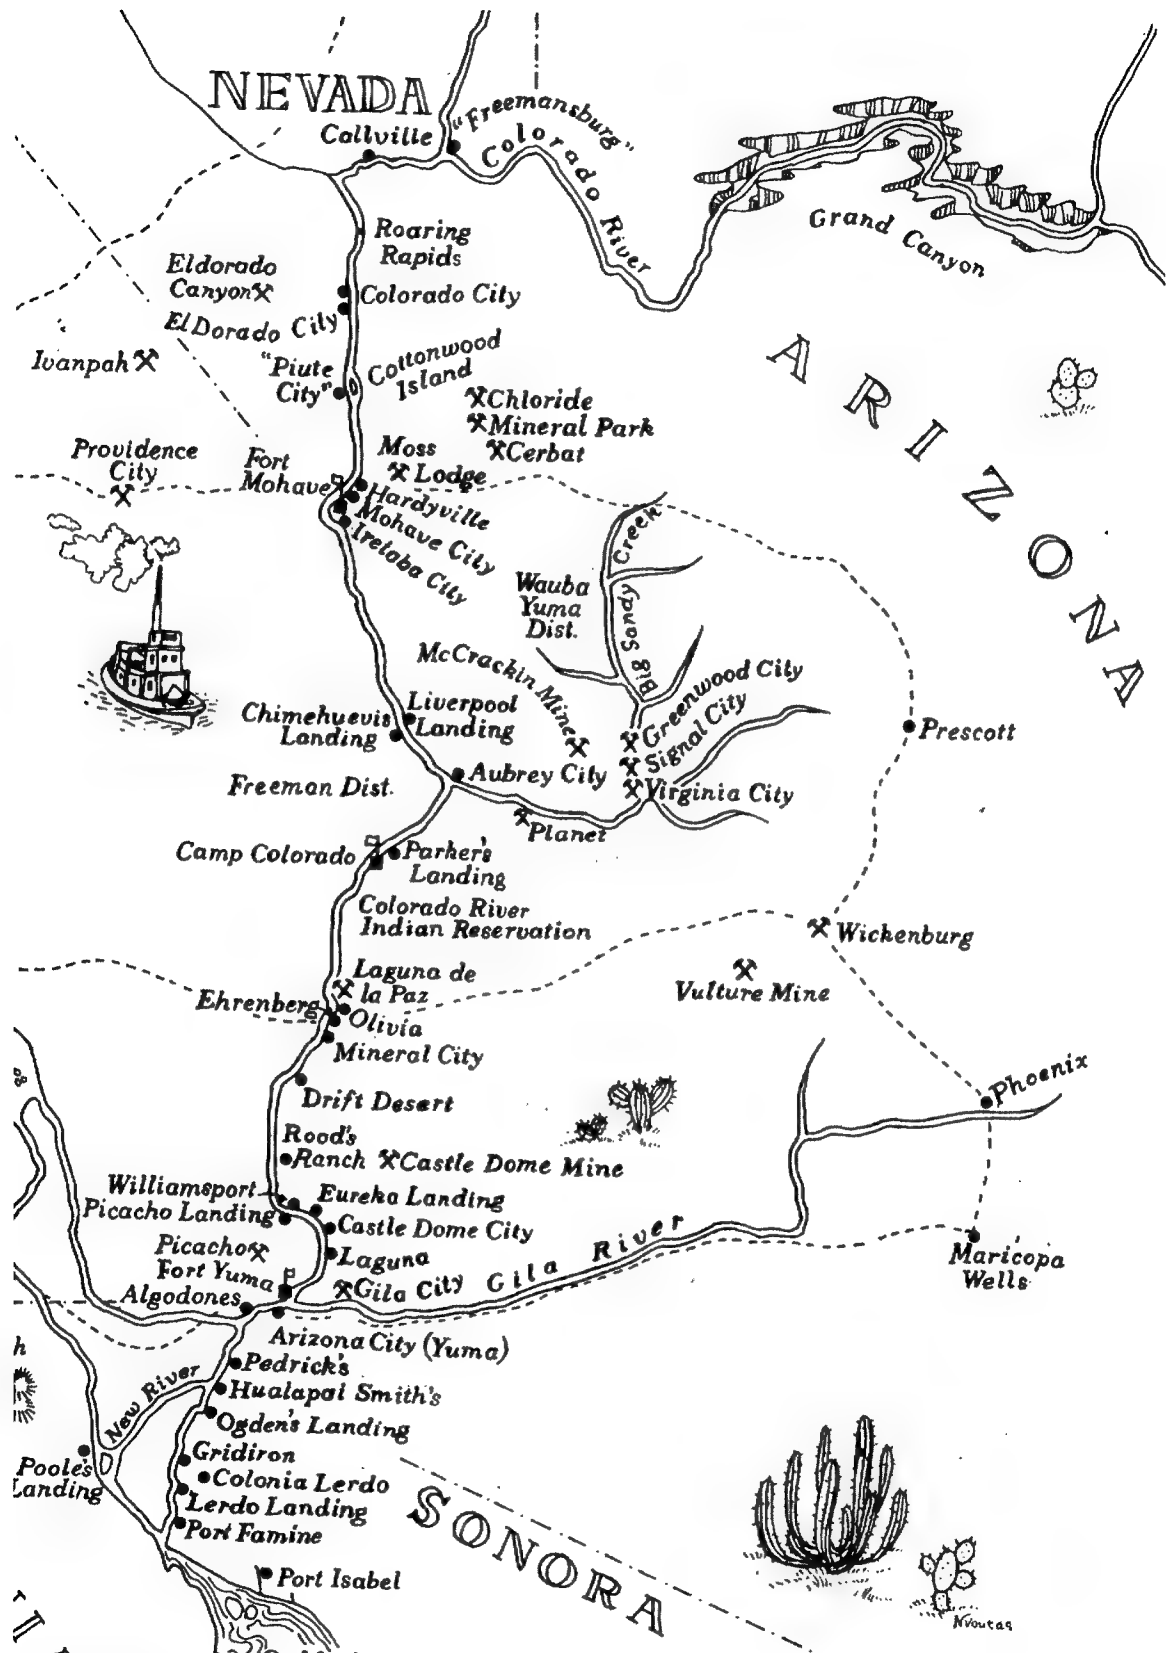 NEVADA
"Freemansburg"
Callville
Colorado River
Grand Canyon
Roaring
Rapids
Eldorado
Canyon
Colorado City
El Dorado City
ARIZONA
Ivanpah
"Piute
City"
Cottonwood
Island
Chloride
Mineral Park
Cerbat
Providence
City
Fort
Mohave
Moss
Lodge
Hardyville
Mohave City
Iretaba City
Big Sandy Creek
Wauba
Yuma
Dist.
McCrackin Mine
Greenwood City
Signal City
Virginia City
Liverpool
Landing
Chimehuevis
Landing
Prescott
Aubrey City
Freeman Dist.
Planet
Camp Colorado
Parker's
Landing
Colorado River
Indian Reservation
Wickenburg
Laguna de
la Paz
Vulture Mine
Ehrenberg
Olivia
Mineral City
Phoenix
Drift Desert
Rood's
Ranch
Castle Dome Mine
Williamsport
Eureka Landing
Picacho Landing
Castle Dome City
Gila River
Picacho
Laguna
Maricopa
Wells
Fort Yuma
Gila City
Algodones
Arizona City (Yuma)
h
Pedrick's
New River
Hualapai Smith's
Ogden's Landing
Gridiron
Poole's
Landing
Colonia Lerdo
Lerdo Landing
Port Famine
SONORA
Port Isabel